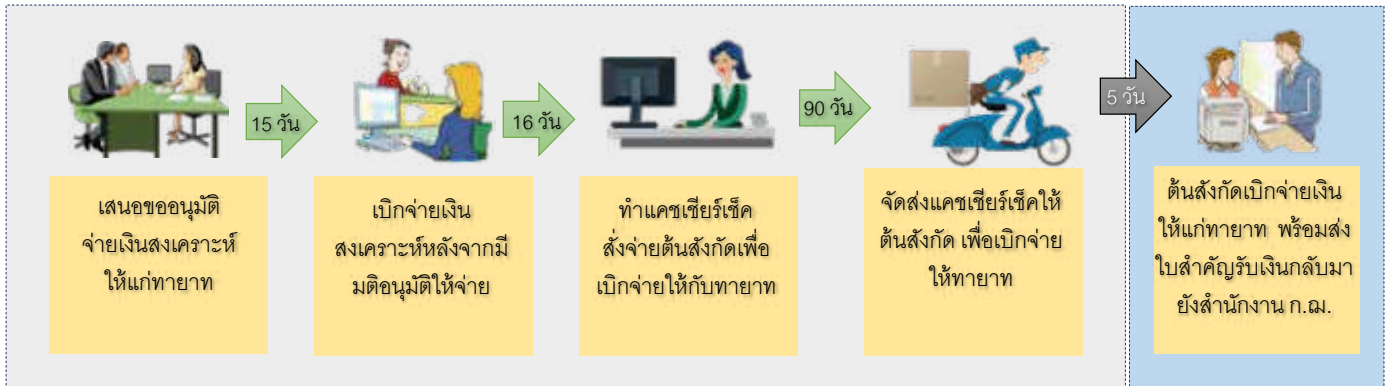 15 วัน
16 วัน
90 วัน
5 วัน
เสนอขออนุมัติ
จ่ายเงินสงเคราะห์
ให้แก่ทายาท
เบิกจ่ายเงิน
สงเคราะห์หลังจากมี
มติอนุมัติให้จ่าย
ทำแคชเชียร์เช็ค
สั่งจ่ายต้นสังกัดเพื่อ
เบิกจ่ายให้กับทายาท
จัดส่งแคชเชียร์เช็คให้
ต้นสังกัด เพื่อเบิกจ่าย
ให้ทายาท
ต้นสังกัดเบิกจ่ายเงิน
ให้แก่ทายาท พร้อมส่ง
ใบสำคัญรับเงินกลับมา
ยังสำนักงาน ก.ฌ.